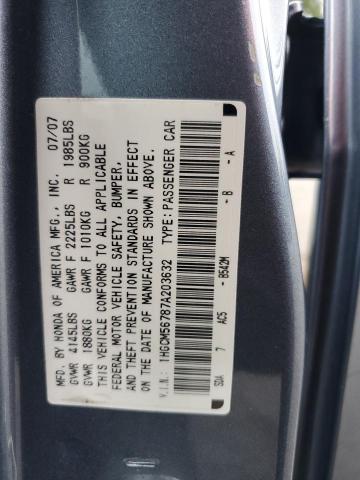 MFD. BY HONDA OF AMERICA MFG., INC. 07/07
GVWR 4145LBS GAWR F 2225LBS R 1985LBS
GVWR 1880KG GAWR F 1010KG R 900KG
THIS VEHICLE CONFORMS TO ALL APPLICABLE
FEDERAL MOTOR VEHICLE SAFETY, BUMPER,
AND THEFT PREVENTION STANDARDS IN EFFECT
ON THE DATE OF MANUFACTURE SHOWN ABOVE.
V.I.N.: 1HGCM56787A203632 TYPE: PASSENGER CAR
SDA 7 AC5 - B542M - B - A